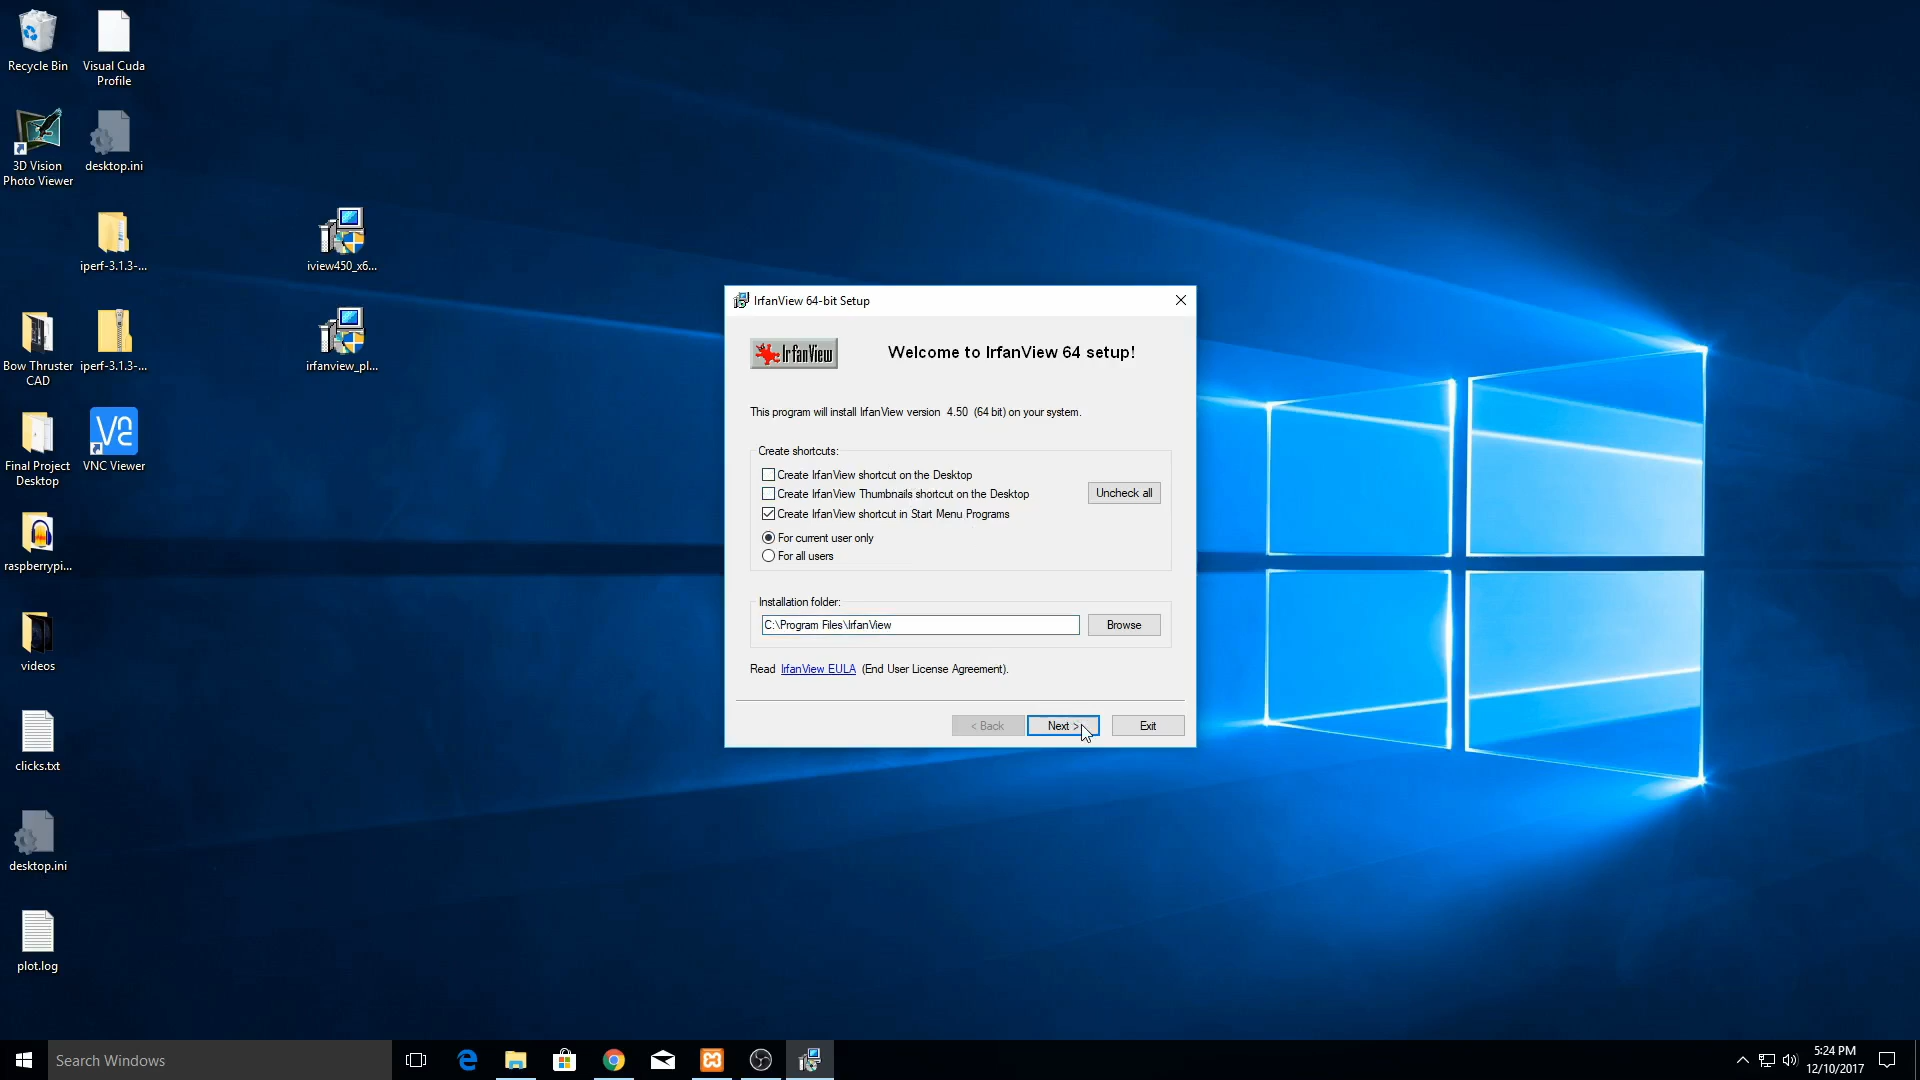 Recycle Bin
Visual Cuda
Profile
3D Vision
Photo Viewer
desktop.ini
iperf-3.1.3-...
iview450_x6...
Bow Thruster
CAD
iperf-3.1.3-...
irfanview_pl...
Final Project
Desktop
VNC Viewer
raspberrypi...
videos
clicks.txt
desktop.ini
plot.log
IrfanView 64-bit Setup
IrfanView
Welcome to IrfanView 64 setup!
This program will install IrfanView version 4.50 (64 bit) on your system.
Create shortcuts:
Create IrfanView shortcut on the Desktop
Create IrfanView Thumbnails shortcut on the Desktop
Uncheck all
Create IrfanView shortcut in Start Menu Programs
For current user only
For all users
Installation folder:
C:\Program Files\IrfanView
Browse
Read IrfanView EULA (End User License Agreement).
< Back
Next >
Exit
Search Windows
5:24 PM
12/10/2017